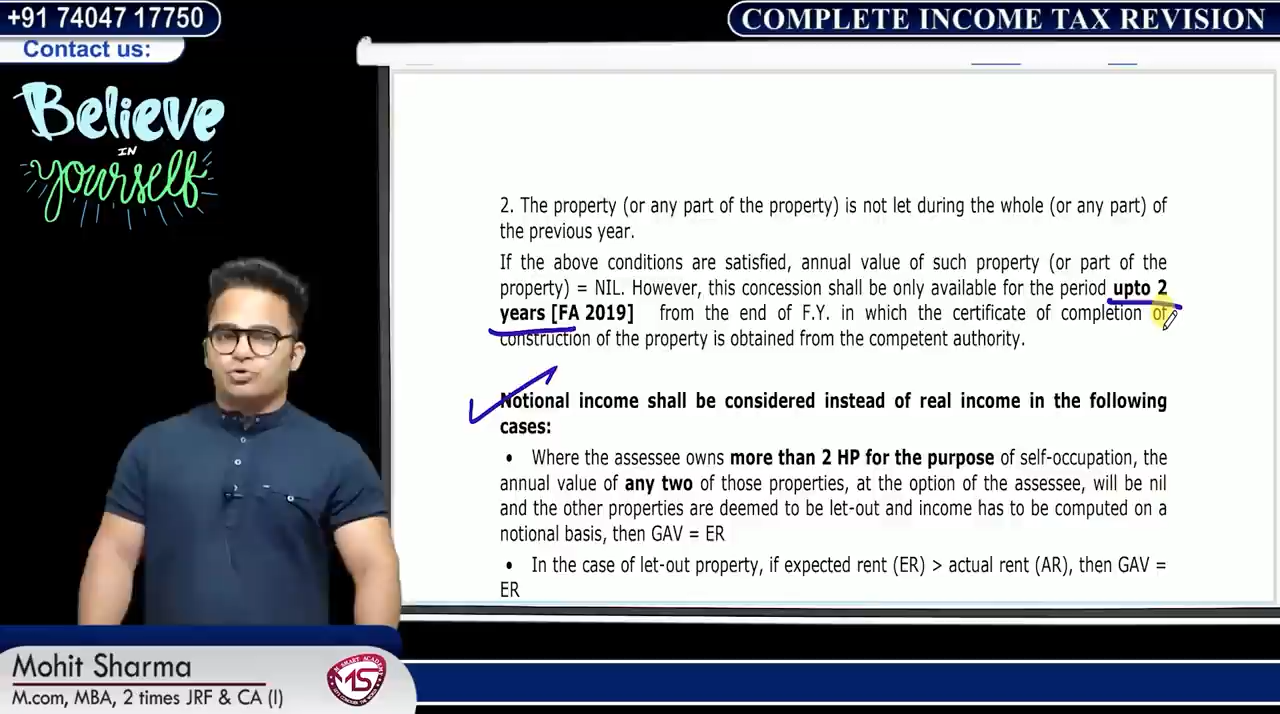 +91 74047 17750
Contact us:
COMPLETE INCOME TAX REVISION
Believe
IN
yourself
2. The property (or any part of the property) is not let during the whole (or any part) of
the previous year.
If the above conditions are satisfied, annual value of such property (or part of the
property) = NIL. However, this concession shall be only available for the period upto 2
years [FA 2019] from the end of F.Y. in which the certificate of completion of
construction of the property is obtained from the competent authority.
Notional income shall be considered instead of real income in the following
cases:
• Where the assessee owns more than 2 HP for the purpose of self-occupation, the
annual value of any two of those properties, at the option of the assessee, will be nil
and the other properties are deemed to be let-out and income has to be computed on a
notional basis, then GAV = ER
• In the case of let-out property, if expected rent (ER) > actual rent (AR), then GAV =
ER
Mohit Sharma
M.com, MBA, 2 times JRF & CA (I)
M SMART ACADEMY
MS